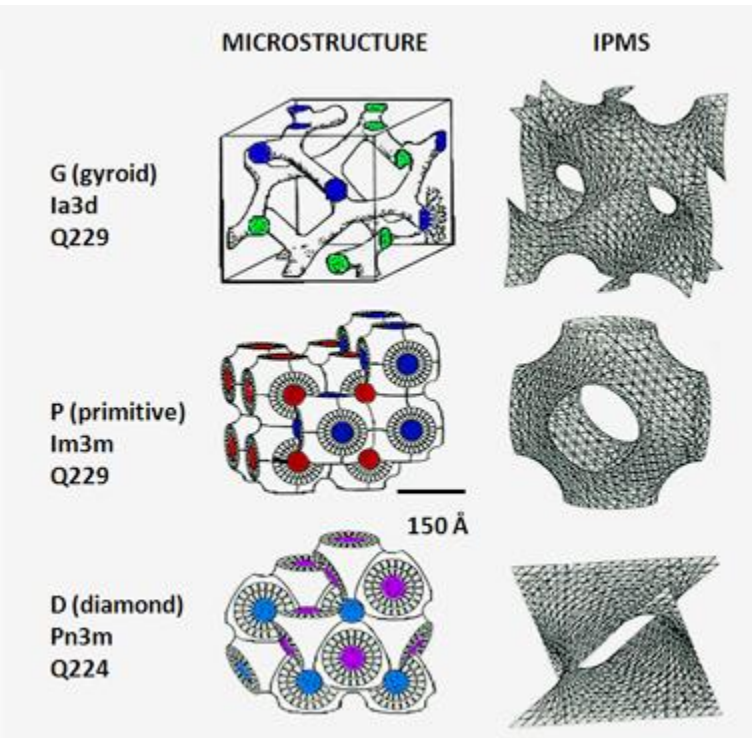 MICROSTRUCTURE IPMS
G (gyroid)
Ia3d
Q229
P (primitive)
Im3m
Q229
150 Å
D (diamond)
Pn3m
Q224